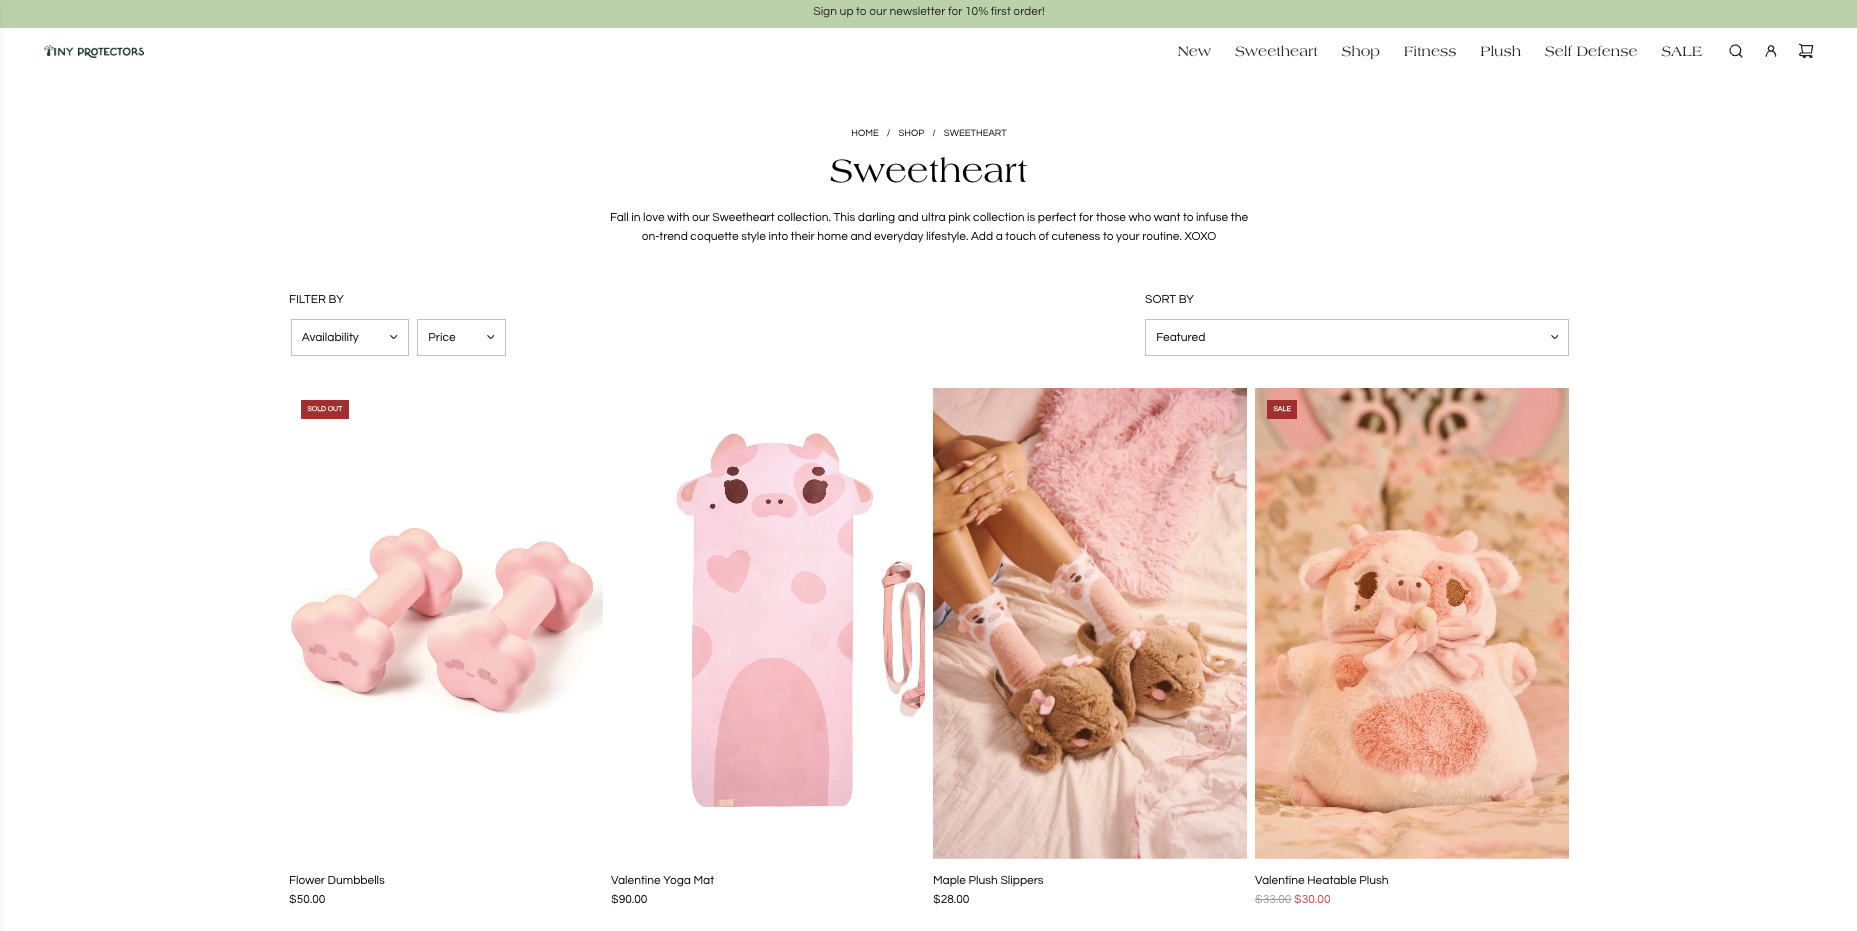 Sign up to our newsletter for 10% first order!
TINY PROTECTORS
New Sweetheart Shop Fitness Plush Self Defense SALE
HOME / SHOP / SWEETHEART
Sweetheart
Fall in love with our Sweetheart collection. This darling and ultra pink collection is perfect for those who want to infuse the
on-trend coquette style into their home and everyday lifestyle. Add a touch of cuteness to your routine. XOXO
FILTER BY
SORT BY
Availability
Price
Featured
SOLD OUT
SALE
Flower Dumbbells
$50.00
Valentine Yoga Mat
$90.00
Maple Plush Slippers
$28.00
Valentine Heatable Plush
$33.00 $30.00